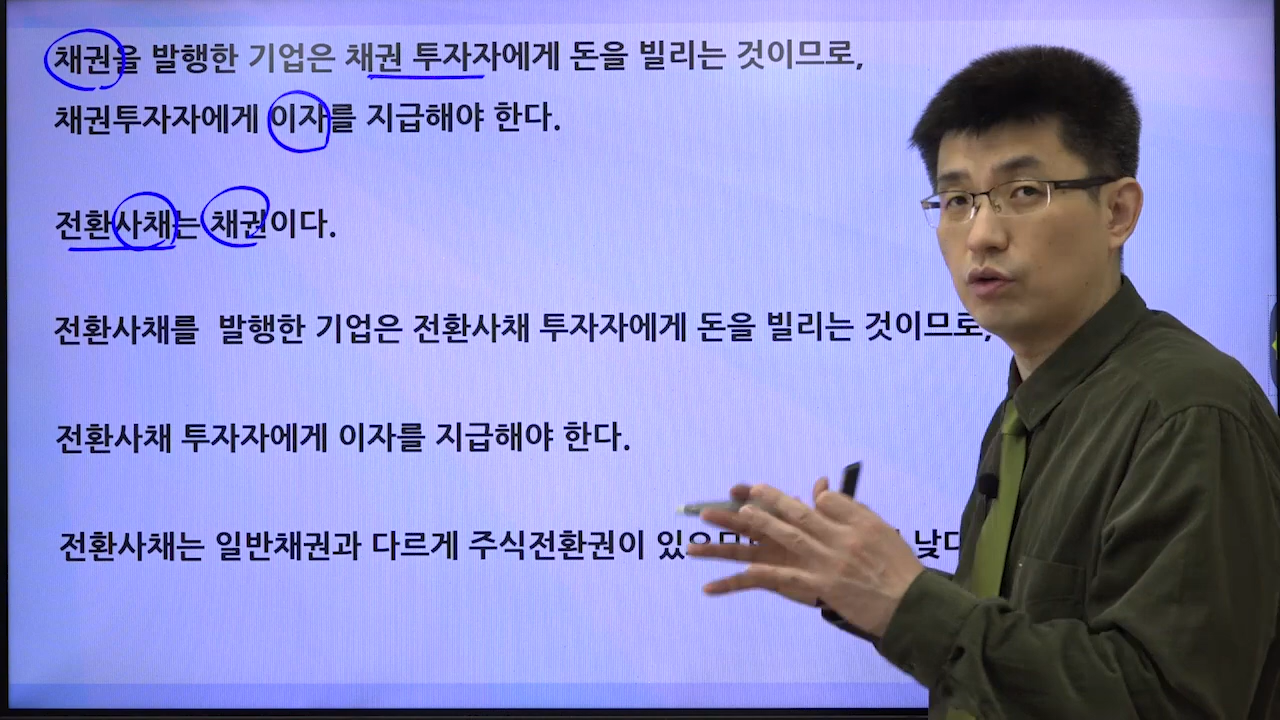 채권을 발행한 기업은 채권 투자자에게 돈을 빌리는 것이므로,
채권투자자에게 이자를 지급해야 한다.
전환사채는 채권이다.
전환사채를 발행한 기업은 전환사채 투자자에게 돈을 빌리는 것이므로,
전환사채 투자자에게 이자를 지급해야 한다.
전환사채는 일반채권과 다르게 주식전환권이 낮다